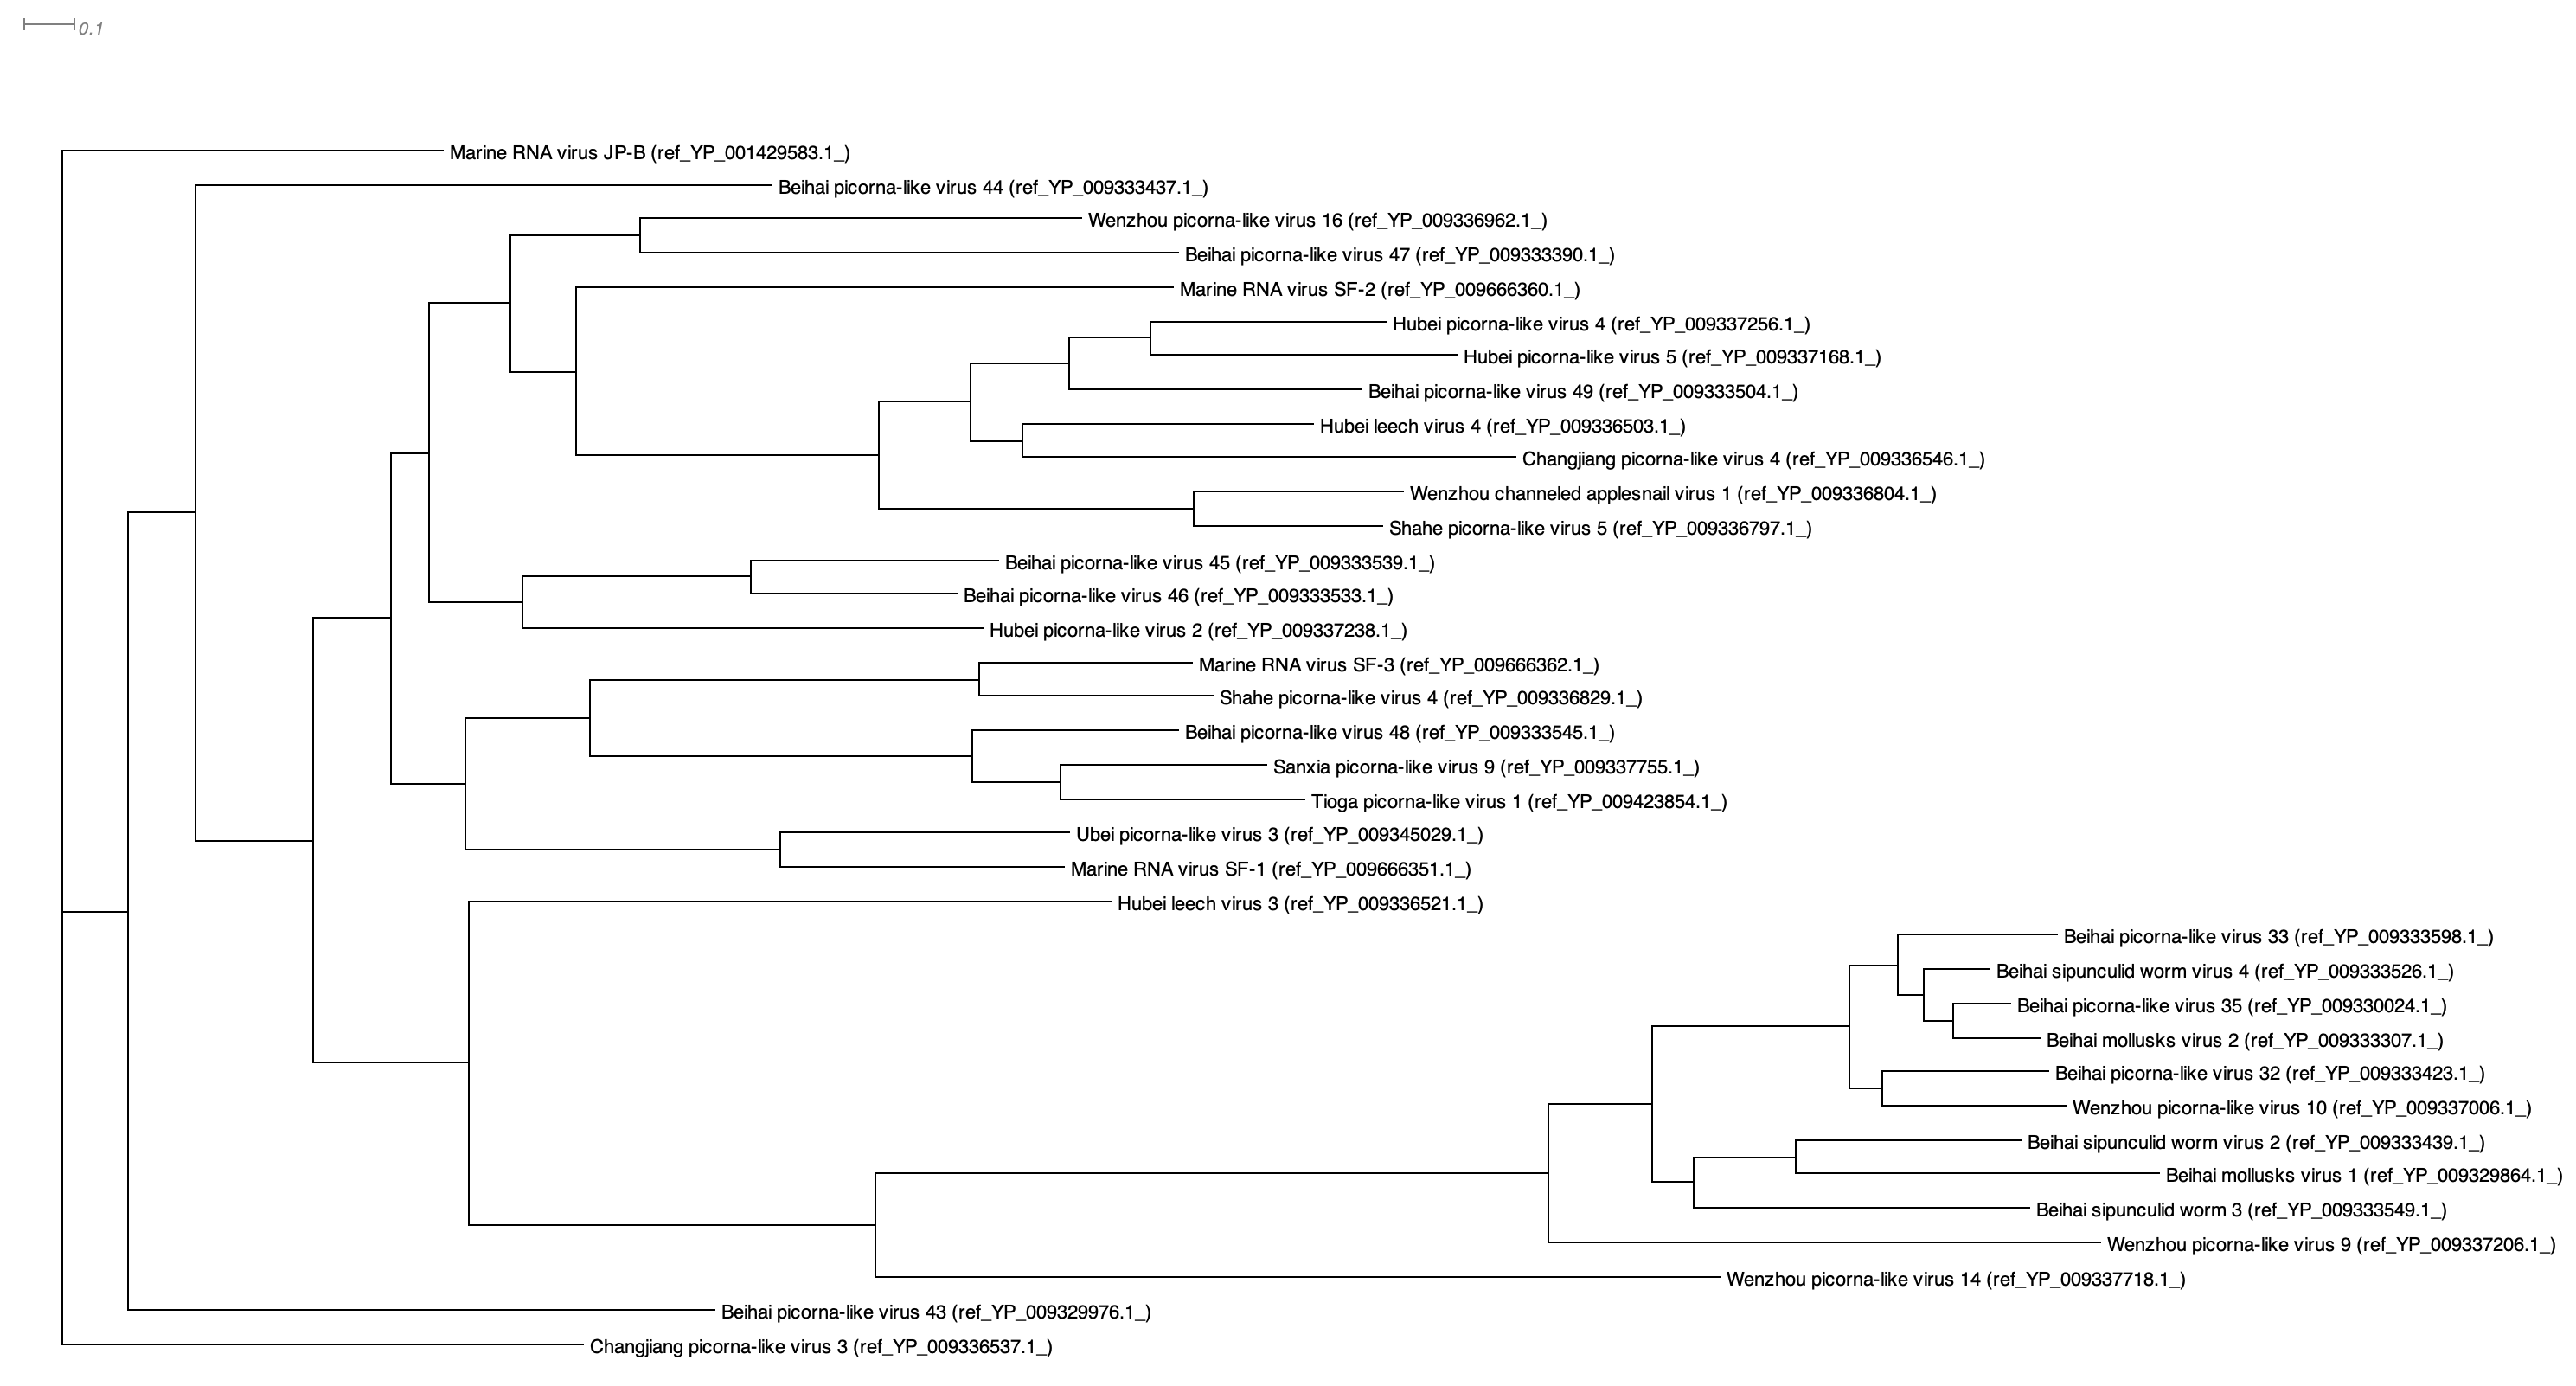 0.1
Marine RNA virus JP-B (ref_YP_001429583.1_)
Beihai picorna-like virus 44 (ref_YP_009333437.1_)
Wenzhou picorna-like virus 16 (ref_YP_009336962.1_)
Beihai picorna-like virus 47 (ref_YP_009333390.1_)
Marine RNA virus SF-2 (ref_YP_009666360.1_)
Hubei picorna-like virus 4 (ref_YP_009337256.1_)
Hubei picorna-like virus 5 (ref_YP_009337168.1_)
Beihai picorna-like virus 49 (ref_YP_009333504.1_)
Hubei leech virus 4 (ref_YP_009336503.1_)
Changjiang picorna-like virus 4 (ref_YP_009336546.1_)
Wenzhou channeled applesnail virus 1 (ref_YP_009336804.1_)
Shahe picorna-like virus 5 (ref_YP_009336797.1_)
Beihai picorna-like virus 45 (ref_YP_009333539.1_)
Beihai picorna-like virus 46 (ref_YP_009333533.1_)
Hubei picorna-like virus 2 (ref_YP_009337238.1_)
Marine RNA virus SF-3 (ref_YP_009666362.1_)
Shahe picorna-like virus 4 (ref_YP_009336829.1_)
Beihai picorna-like virus 48 (ref_YP_009333545.1_)
Sanxia picorna-like virus 9 (ref_YP_009337755.1_)
Tioga picorna-like virus 1 (ref_YP_009423854.1_)
Ubei picorna-like virus 3 (ref_YP_009345029.1_)
Marine RNA virus SF-1 (ref_YP_009666351.1_)
Hubei leech virus 3 (ref_YP_009336521.1_)
Beihai picorna-like virus 33 (ref_YP_009333598.1_)
Beihai sipunculid worm virus 4 (ref_YP_009333526.1_)
Beihai picorna-like virus 35 (ref_YP_009330024.1_)
Beihai mollusks virus 2 (ref_YP_009333307.1_)
Beihai picorna-like virus 32 (ref_YP_009333423.1_)
Wenzhou picorna-like virus 10 (ref_YP_009337006.1_)
Beihai sipunculid worm virus 2 (ref_YP_009333439.1_)
Beihai mollusks virus 1 (ref_YP_009329864.1_)
Beihai sipunculid worm 3 (ref_YP_009333549.1_)
Wenzhou picorna-like virus 9 (ref_YP_009337206.1_)
Wenzhou picorna-like virus 14 (ref_YP_009337718.1_)
Beihai picorna-like virus 43 (ref_YP_009329976.1_)
Changjiang picorna-like virus 3 (ref_YP_009336537.1_)